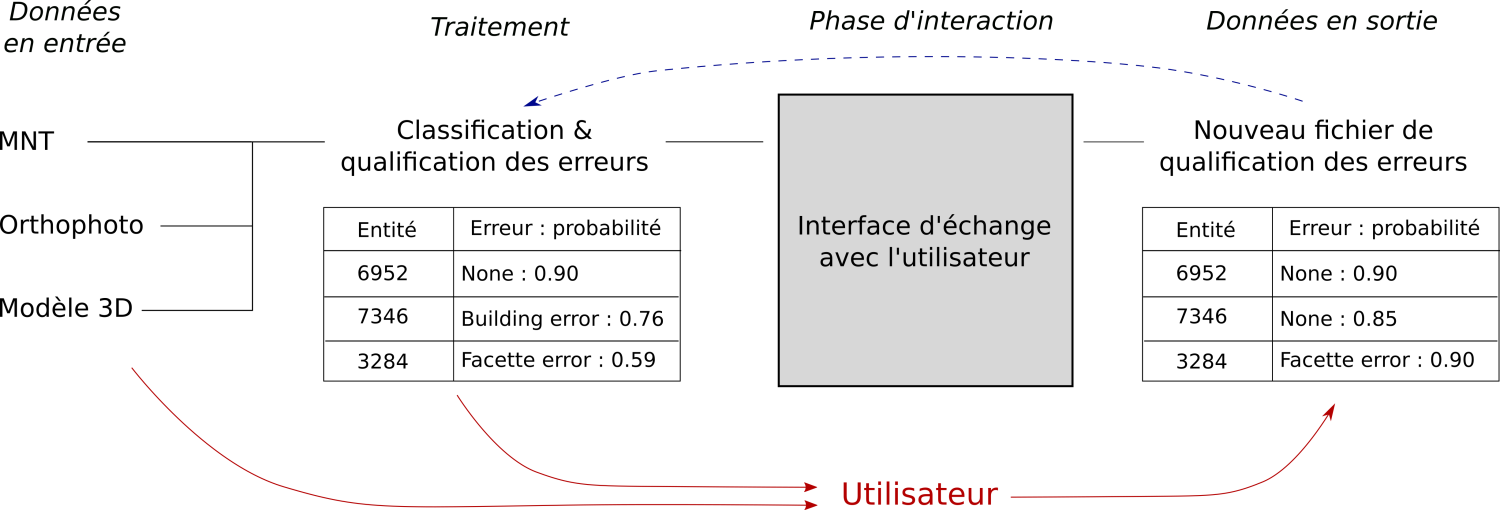 Données
en entrée
Traitement
Phase d'interaction
Données en sortie
MNT
Orthophoto
Modèle 3D
Classification &
qualification des erreurs
Entité
Erreur : probabilité
6952
None : 0.90
7346
Building error : 0.76
3284
Facette error : 0.59
Interface d'échange
avec l'utilisateur
Nouveau fichier de
qualification des erreurs
Entité
Erreur : probabilité
6952
None : 0.90
7346
None : 0.85
3284
Facette error : 0.90
Utilisateur